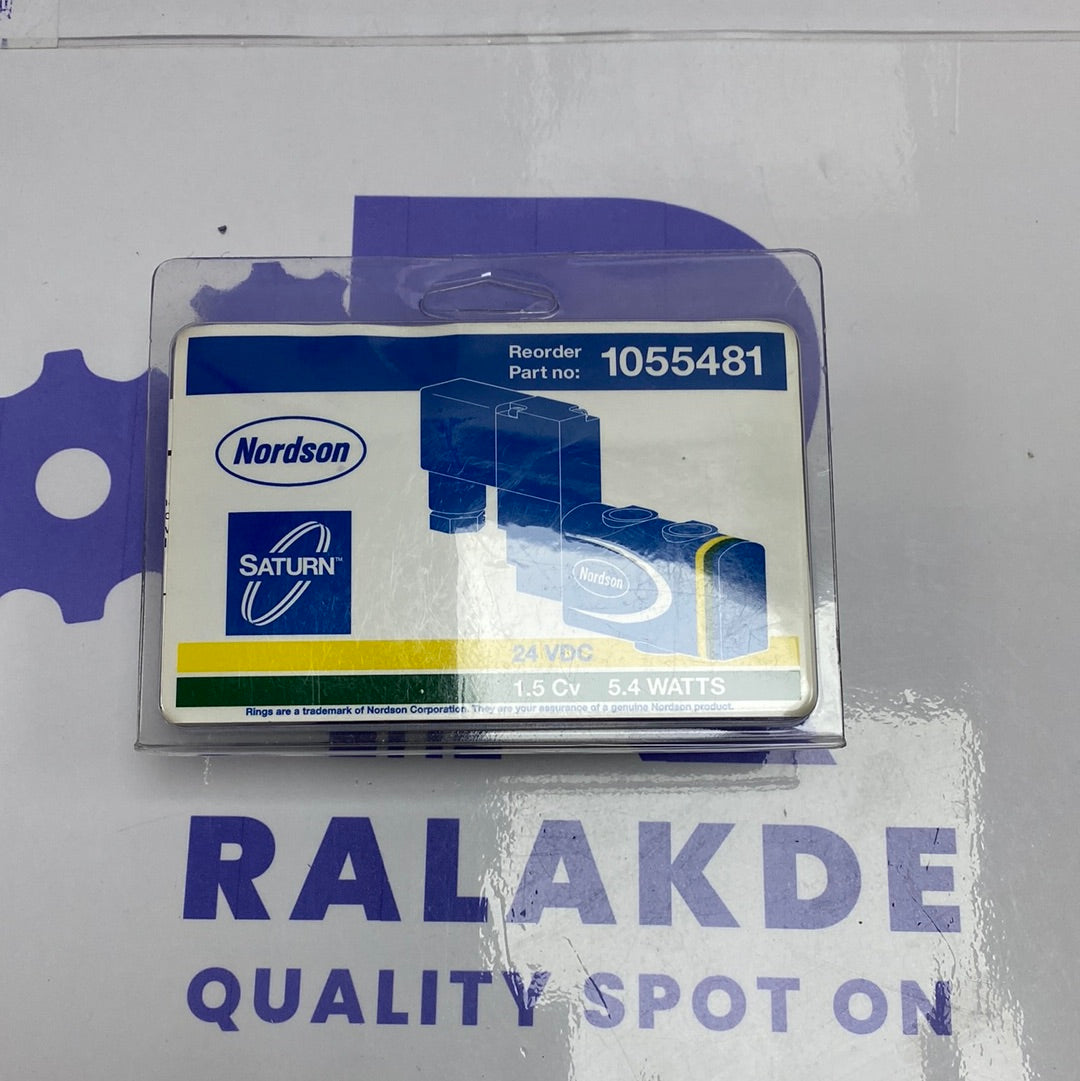 Reorder
Part no: 1055481
Nordson
SATURN™
Nordson
24 VDC
1.5 Cv 5.4 WATTS
Rings are a trademark of Nordson Corporation. They are your assurance of a genuine Nordson product.
RALAKDE
QUALITY SPOT ON